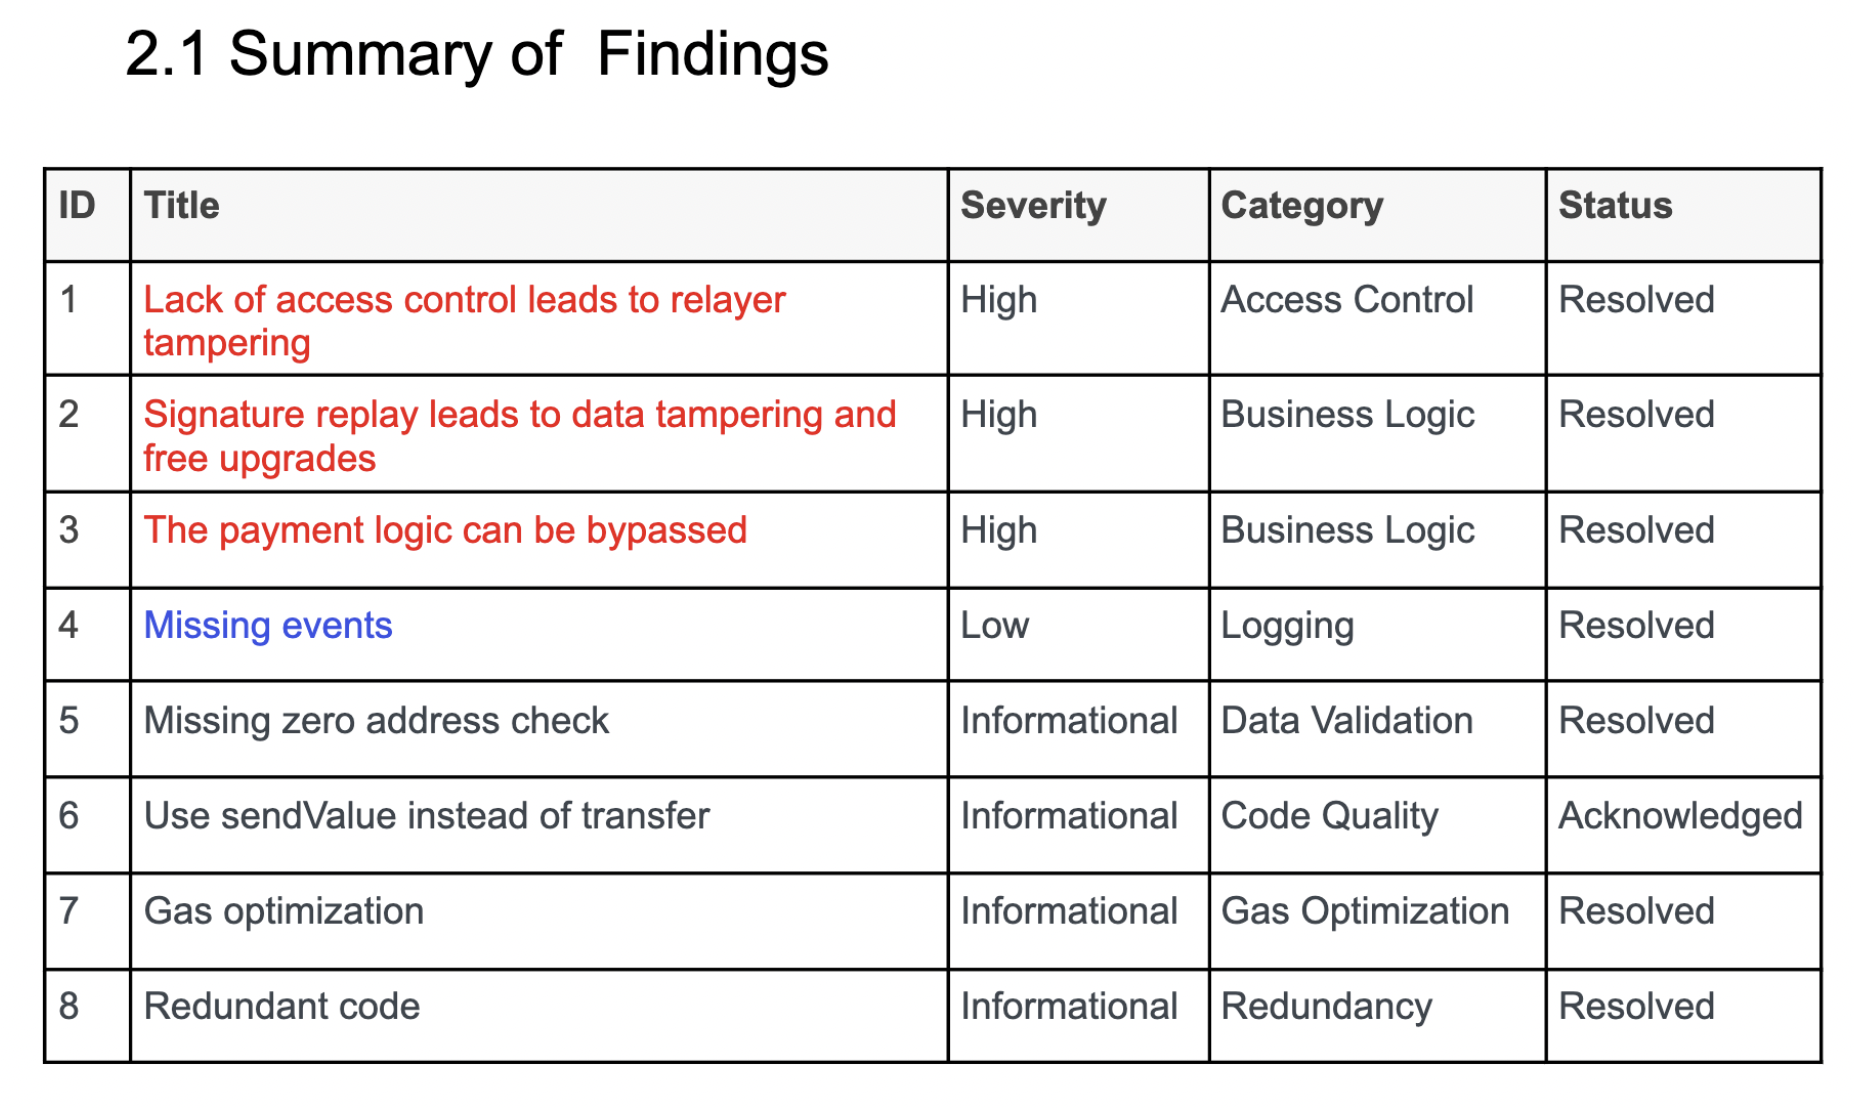 2.1 Summary of  Findings
ID Title Severity Category Status
1 Lack of access control leads to relayer High Access Control Resolved
tampering
2 Signature replay leads to data tampering and High Business Logic Resolved
free upgrades
3 The payment logic can be bypassed High Business Logic Resolved
4 Missing events Low Logging Resolved
5 Missing zero address check Informational Data Validation Resolved
6 Use sendValue instead of transfer Informational Code Quality Acknowledged
7 Gas optimization Informational Gas Optimization Resolved
8 Redundant code Informational Redundancy Resolved